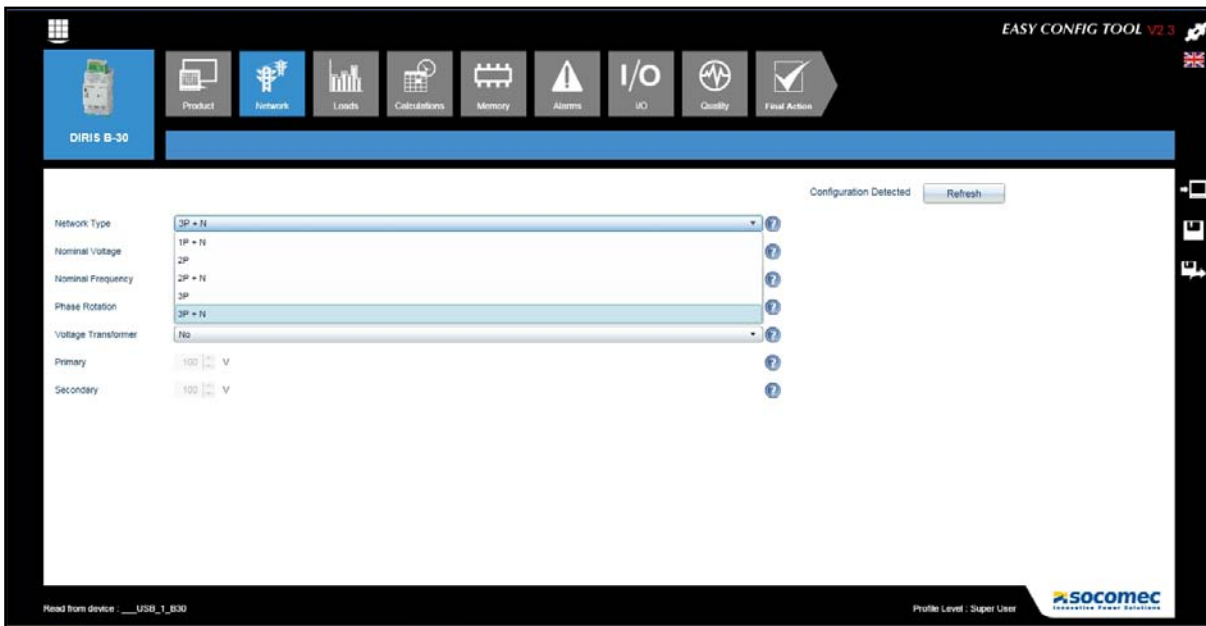 EASY CONFIG TOOL V2.3
Product
Network
Loads
Calculations
Memory
Alarms
I/O
I/O
Quality
Final Action
DIRIS B-30
Configuration Detected
Refresh
Network Type
3P + N
1P + N
Nominal Voltage
2P
Nominal Frequency
2P + N
3P
Phase Rotation
3P + N
Voltage Transformer
No
Primary
100 V
Secondary
100 V
Read from device : ___USB_1_B30
Profile Level : Super User
socomec
Innovative Power Solutions